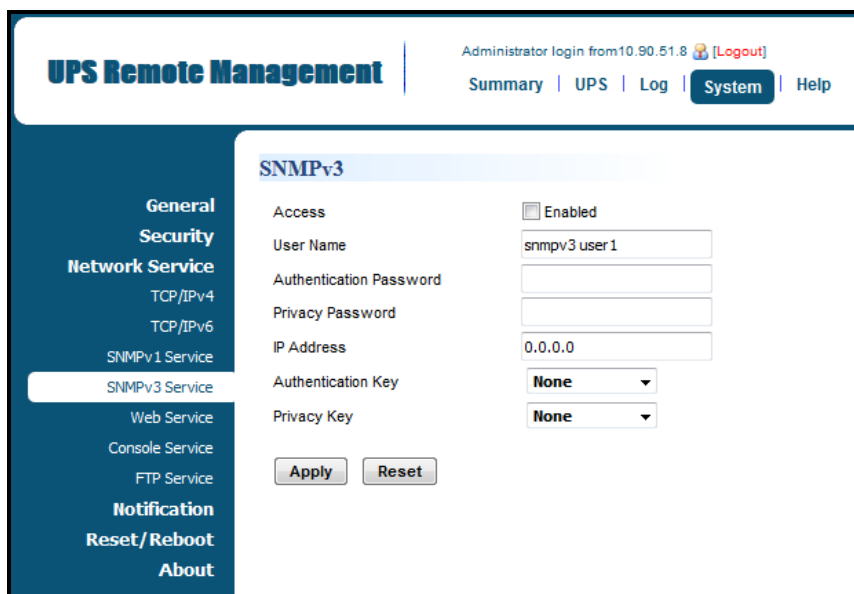 UPS Remote Management
Administrator login from10.90.51.8 [Logout]
Summary | UPS | Log | System | Help
General
Security
Network Service
TCP/IPv4
TCP/IPv6
SNMPv1 Service
SNMPv3 Service
Web Service
Console Service
FTP Service
Notification
Reset/Reboot
About
SNMPv3
Access Enabled
User Name snmpv3 user1
Authentication Password
Privacy Password
IP Address 0.0.0.0
Authentication Key None
Privacy Key None
Apply Reset